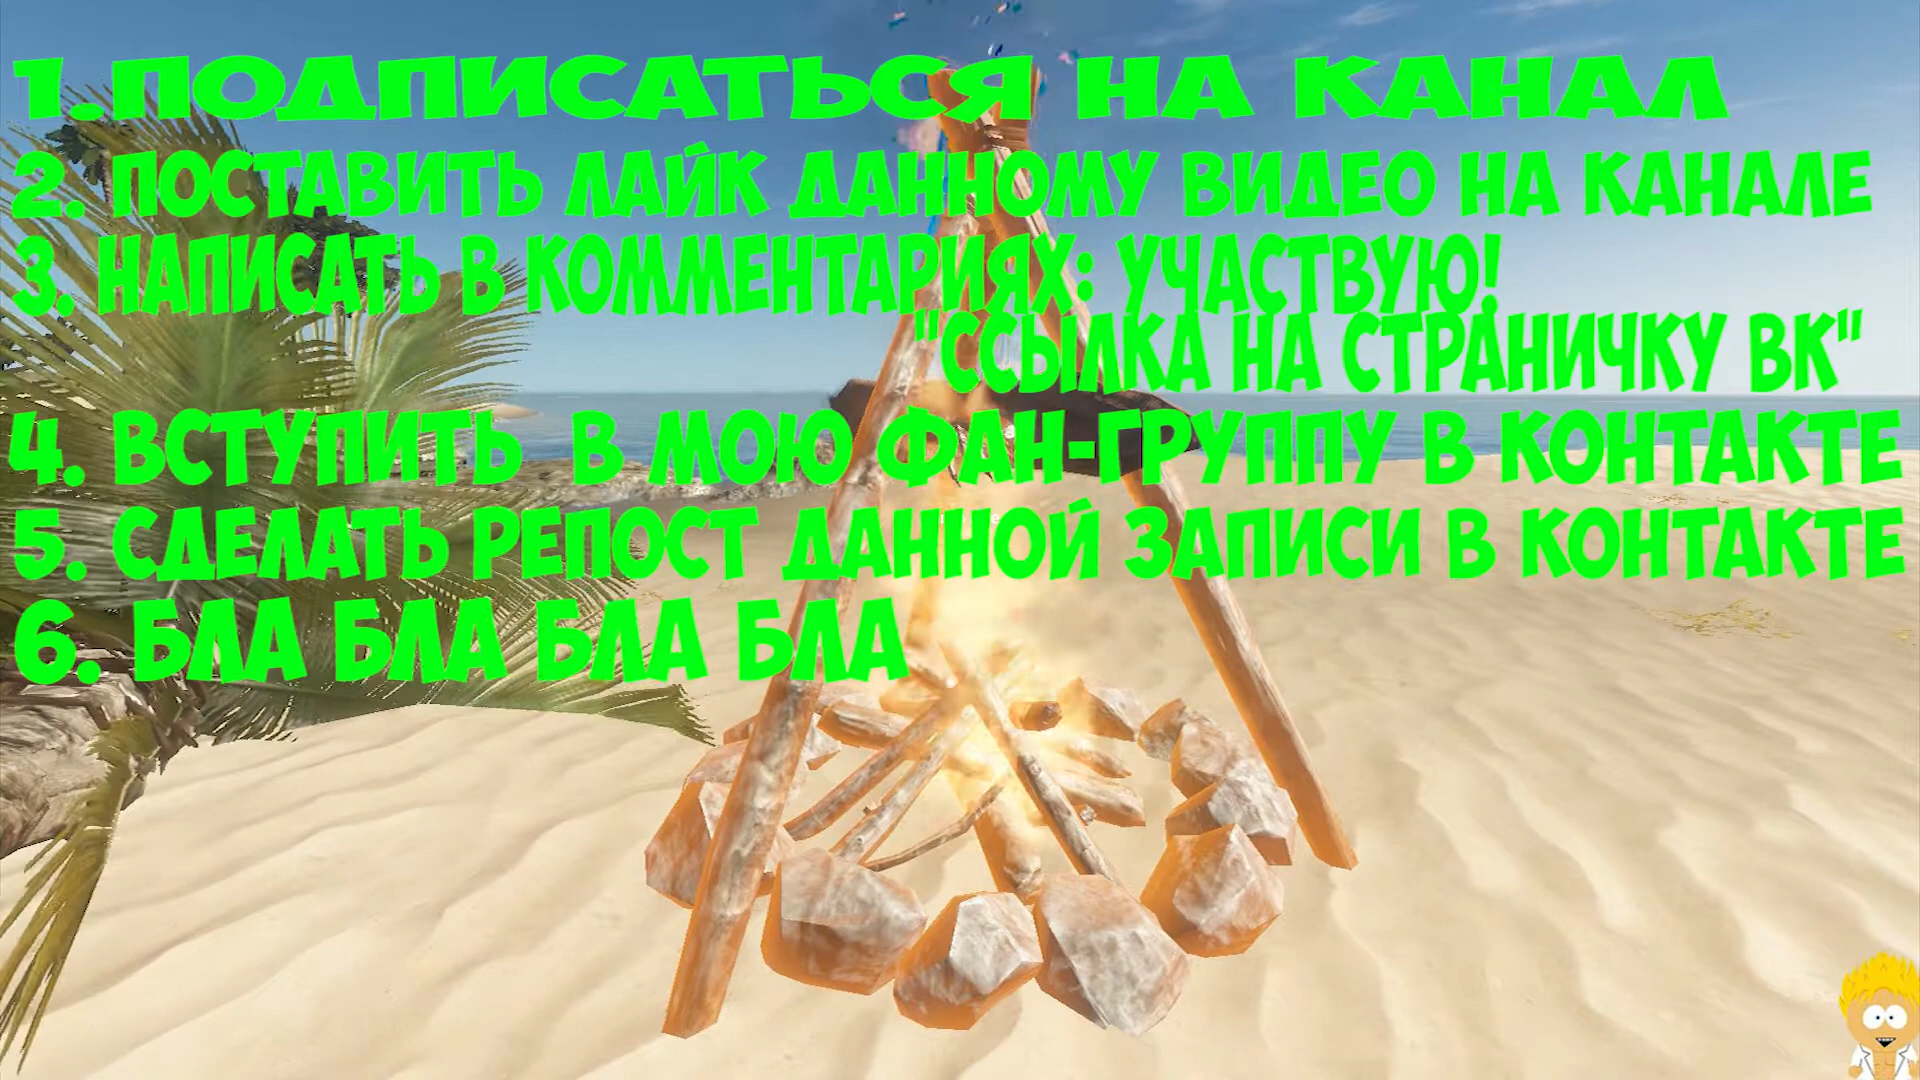 1.ПОДПИСАТЬСЯ НА КАНАЛ
2. ПОСТАВИТЬ ЛАЙК ДАННОМУ ВИДЕО НА КАНАЛЕ
3. НАПИСАТЬ В КОММЕНТАРИЯХ: УЧАСТВУЮ!
"ССЫЛКА НА СТРАНИЧКУ ВК"
4. ВСТУПИТЬ В МОЮ ФАН-ГРУППУ В КОНТАКТЕ
5. СДЕЛАТЬ РЕПОСТ ДАННОЙ ЗАПИСИ В КОНТАКТЕ
6. БЛА БЛА БЛА БЛА